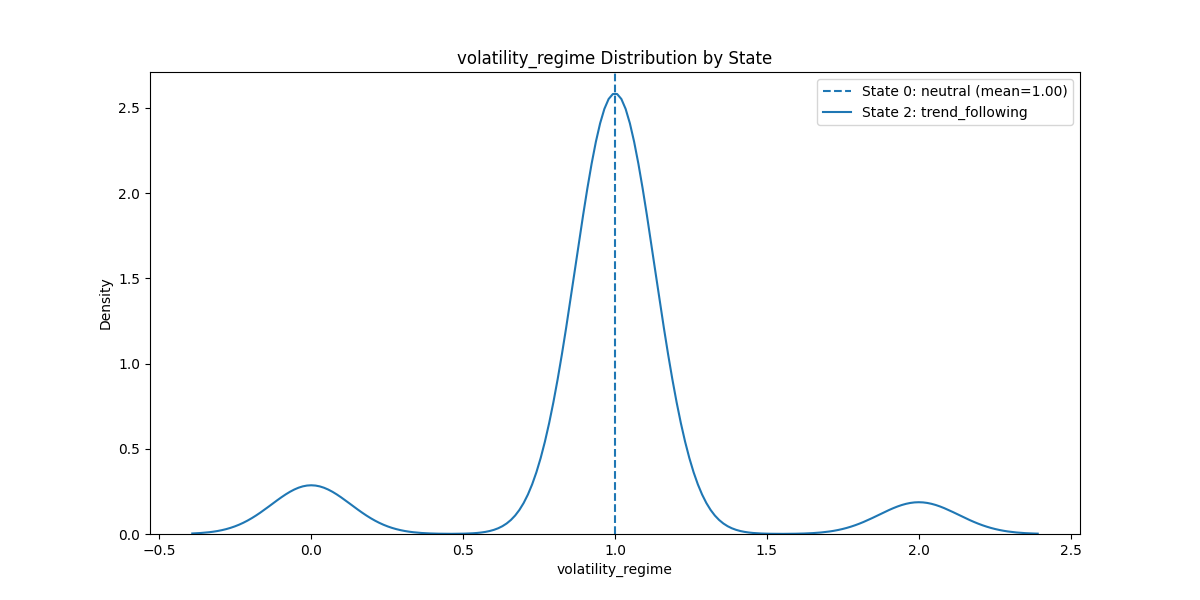 volatility_regime Distribution by State
State 0: neutral (mean=1.00)
State 2: trend_following
Density
2.5
2.0
1.5
1.0
0.5
0.0
−0.5
0.0
0.5
1.0
1.5
2.0
2.5
volatility_regime